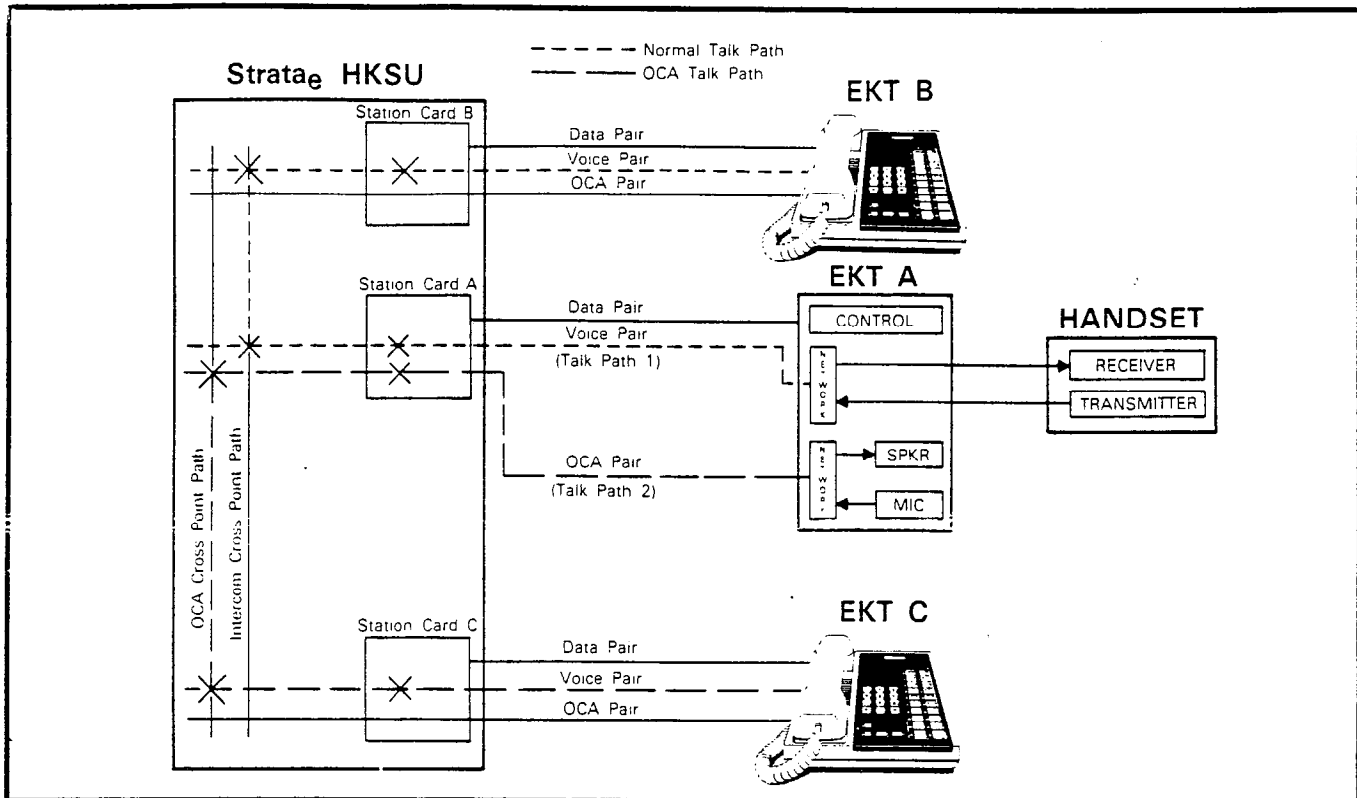 Normal Talk Path
OCA Talk Path
Stratae HKSU
EKT B
Station Card B
Data Pair
Voice Pair
OCA Pair
EKT A
Station Card A
Data Pair
Voice Pair
(Talk Path 1)
OCA Pair
(Talk Path 2)
CONTROL
NETWORK
NETWORK
SPKR
MIC
HANDSET
RECEIVER
TRANSMITTER
OCA Cross Point Path
Intercom Cross Point Path
EKT C
Station Card C
Data Pair
Voice Pair
OCA Pair